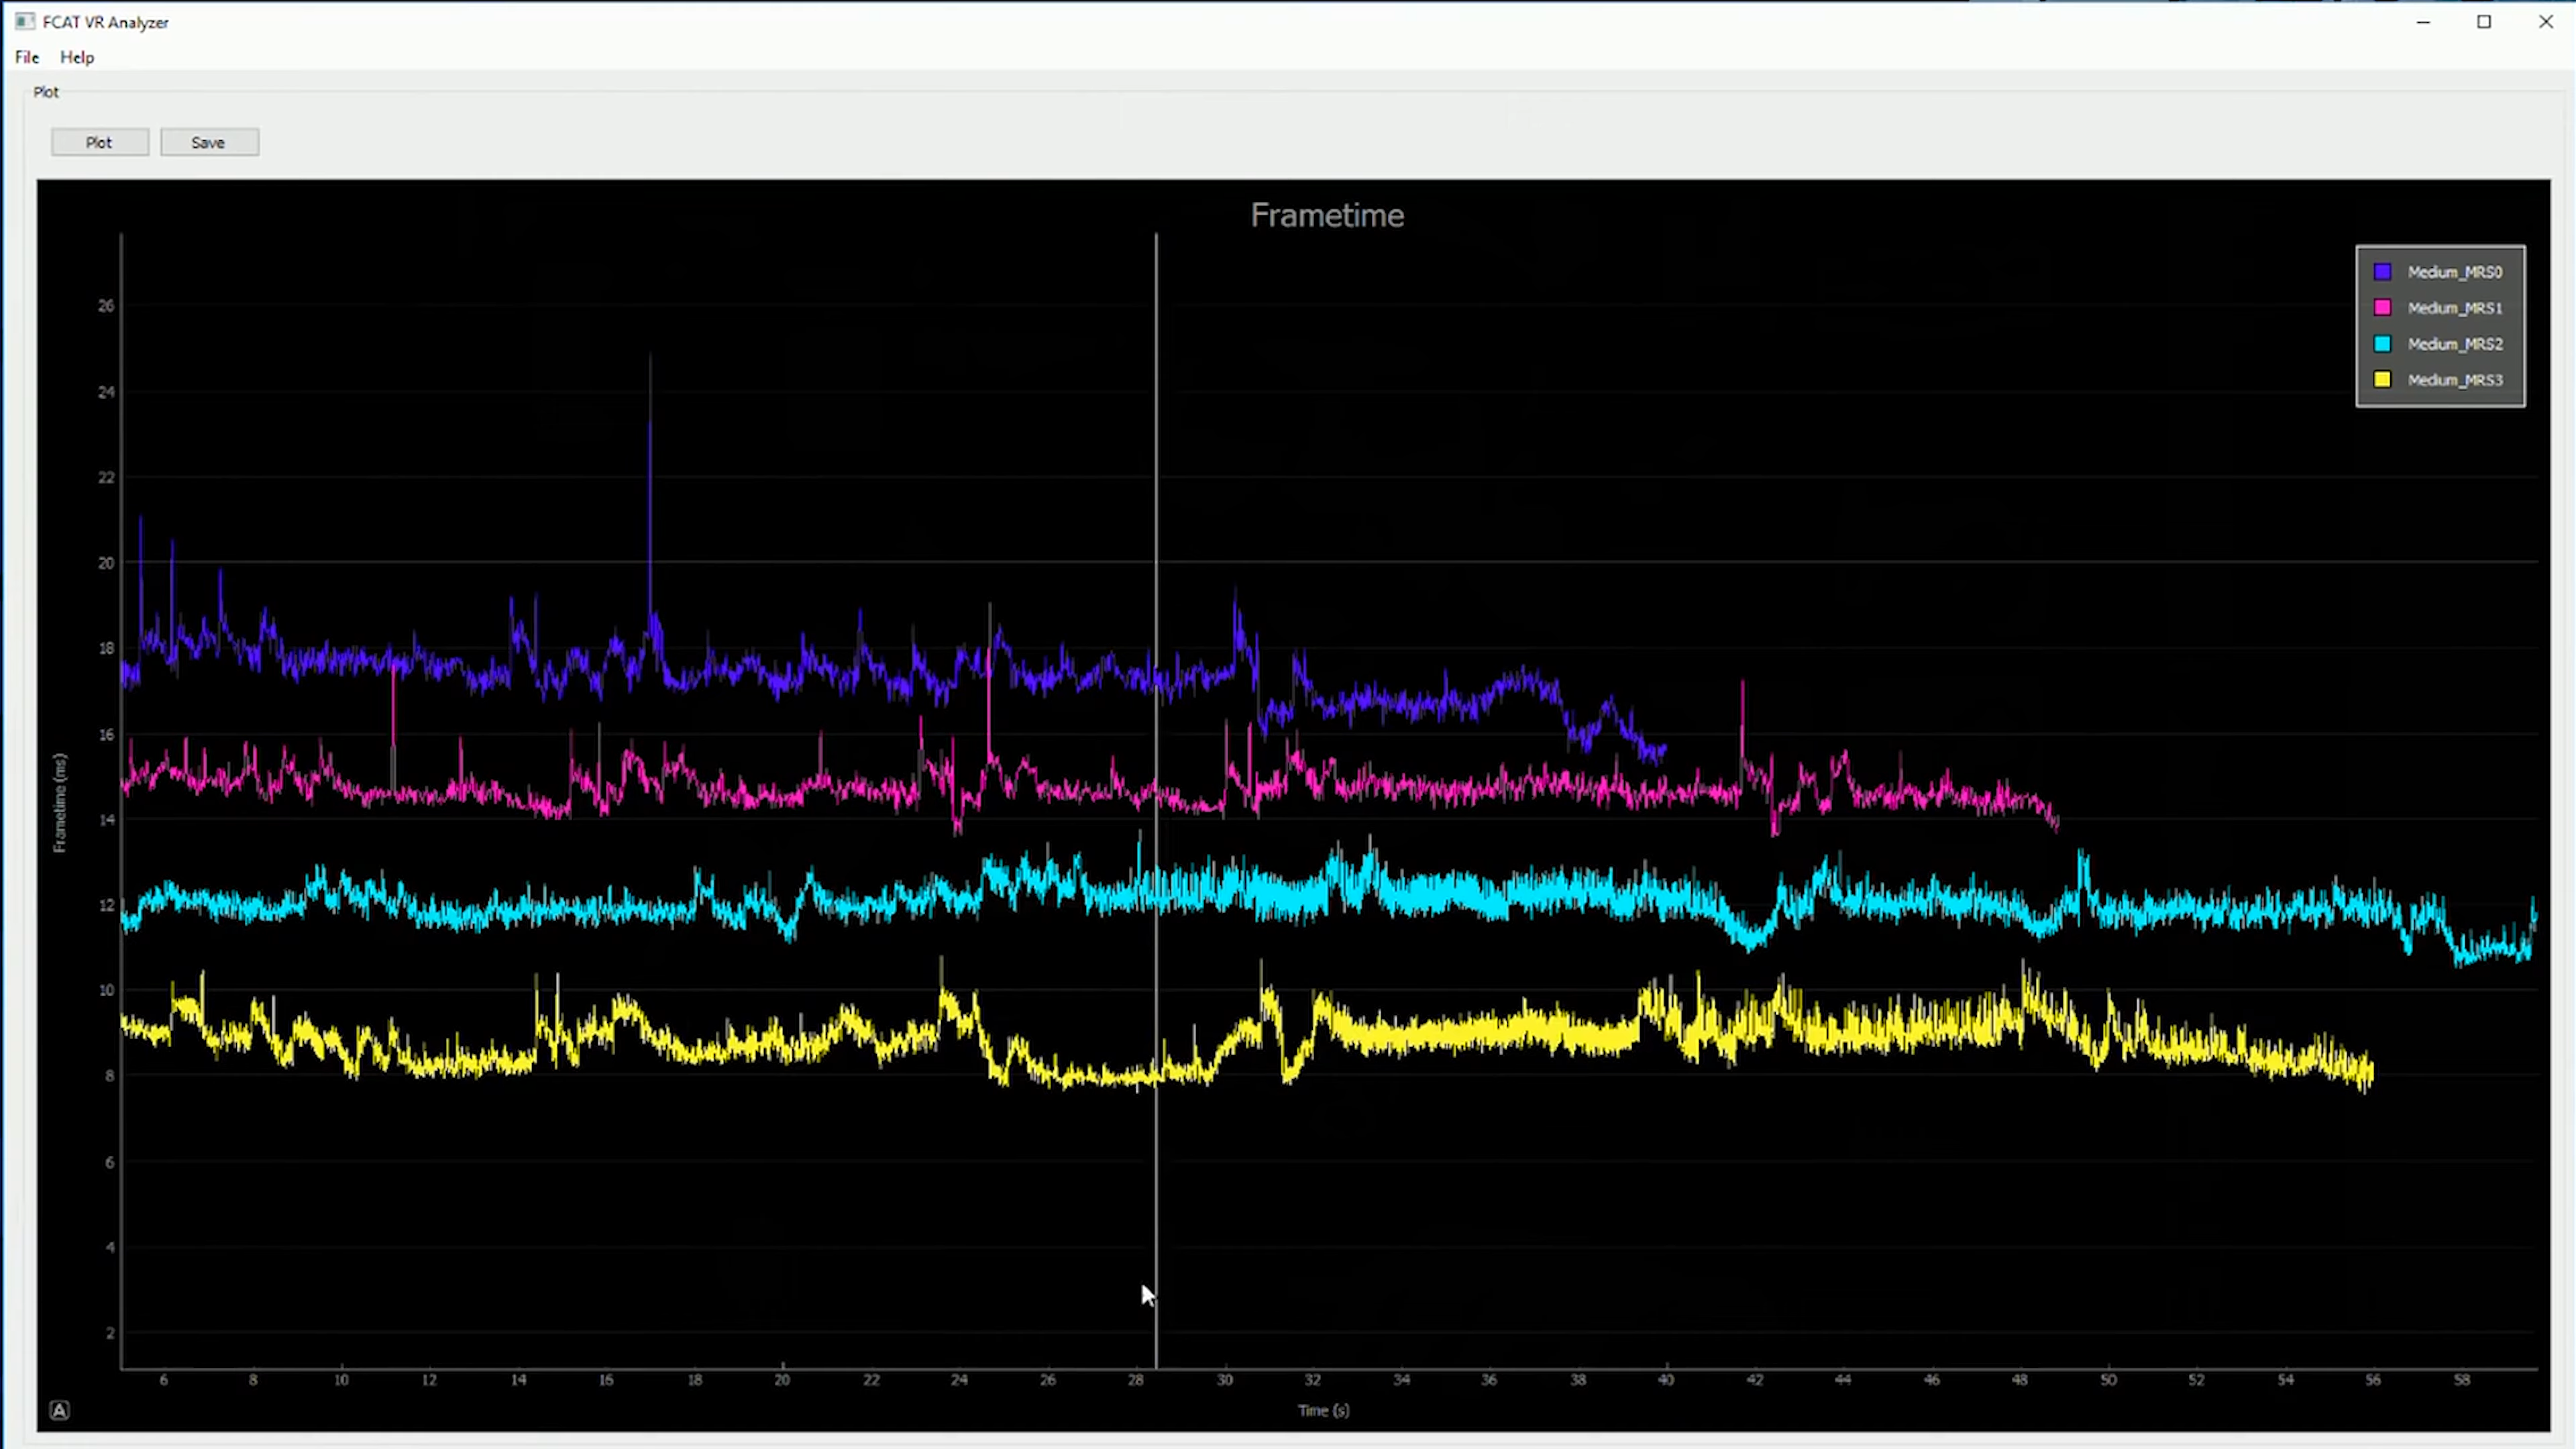 FCAT VR Analyzer
File Help
Plot
Plot Save
Frametime
Medium_MRS0
Medium_MRS1
Medium_MRS2
Medium_MRS3
26
24
22
20
18
16
14
12
10
8
6
4
2
Frametime (ms)
6 8 10 12 14 16 18 20 22 24 26 28 30 32 34 36 38 40 42 44 46 48 50 52 54 56 58
Time (s)
A